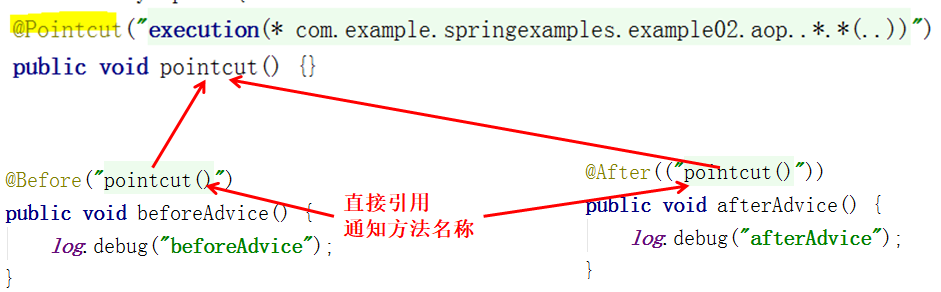 @Pointcut("execution(* com.example.springexamples.example02.aop..*.*(..))")
public void pointcut() {}
@Before("pointcut()")
public void beforeAdvice() {
log.debug("beforeAdvice");
}
直接引用
通知方法名称
@After(("pointcut()"))
public void afterAdvice() {
log.debug("afterAdvice");
}